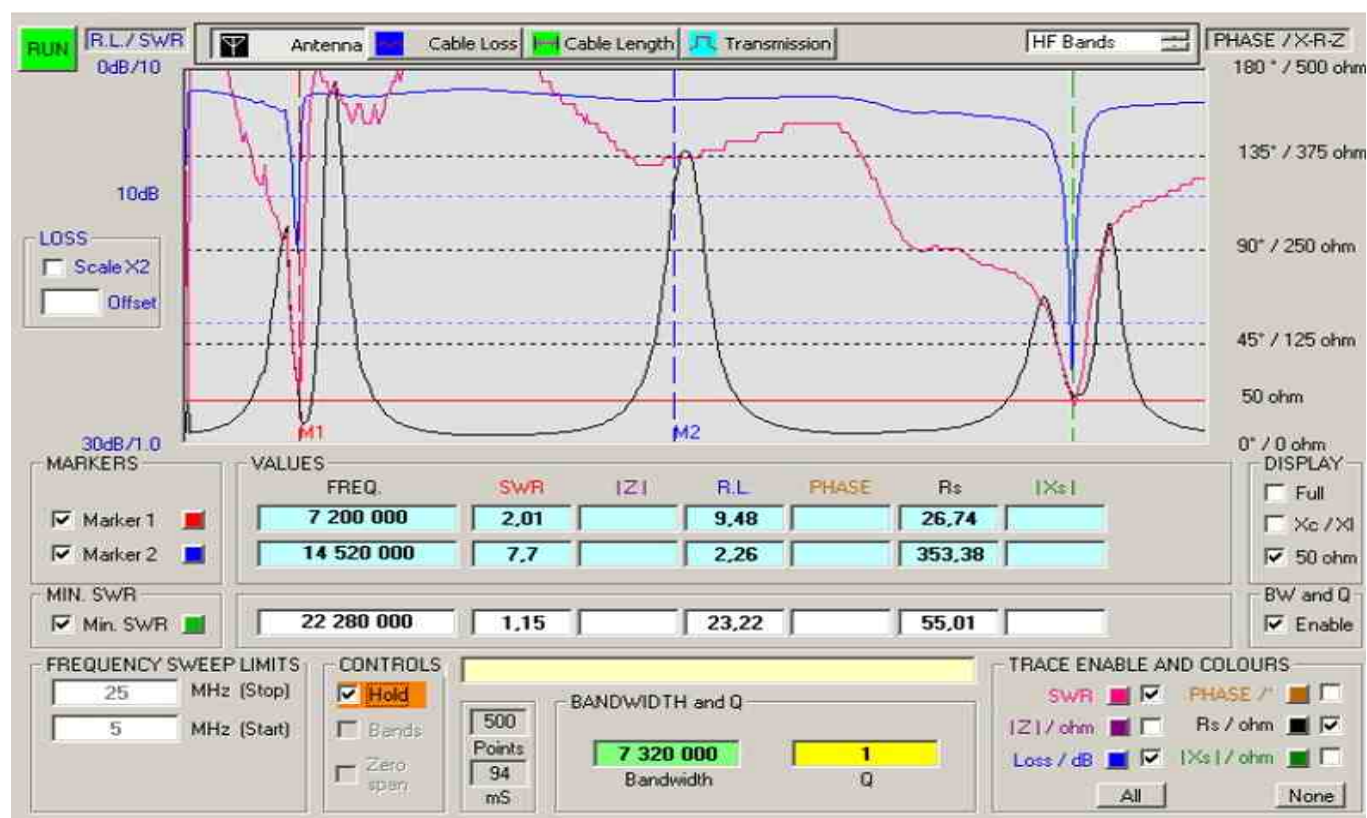 RUN R.L./SWR Antenna Cable Loss Cable Length Transmission HF Bands PHASE / X-R-Z
0dB/10 180 ° / 500 ohm
135° / 375 ohm
10dB
LOSS
90° / 250 ohm
Scale X2
Offset
45° / 125 ohm
50 ohm
M1 M2
30dB/1.0 0° / 0 ohm
MARKERS VALUES DISPLAY
FREQ. SWR |Z| R.L PHASE Rs |Xs| Full
Marker 1 7 200 000 2,01 9,48 26,74 Xc / Xl
Marker 2 14 520 000 7,7 2,26 353,38 50 ohm
MIN. SWR BW and Q
Min. SWR 22 280 000 1,15 23,22 55,01 Enable
FREQUENCY SWEEP LIMITS CONTROLS TRACE ENABLE AND COLOURS
25 MHz (Stop) Hold BANDWIDTH and Q SWR PHASE /°
5 MHz (Start) Bands 500 |Z| / ohm Rs / ohm
Points 7 320 000 1
Zero span 94 Bandwidth Q Loss / dB |Xs| / ohm
mS All None